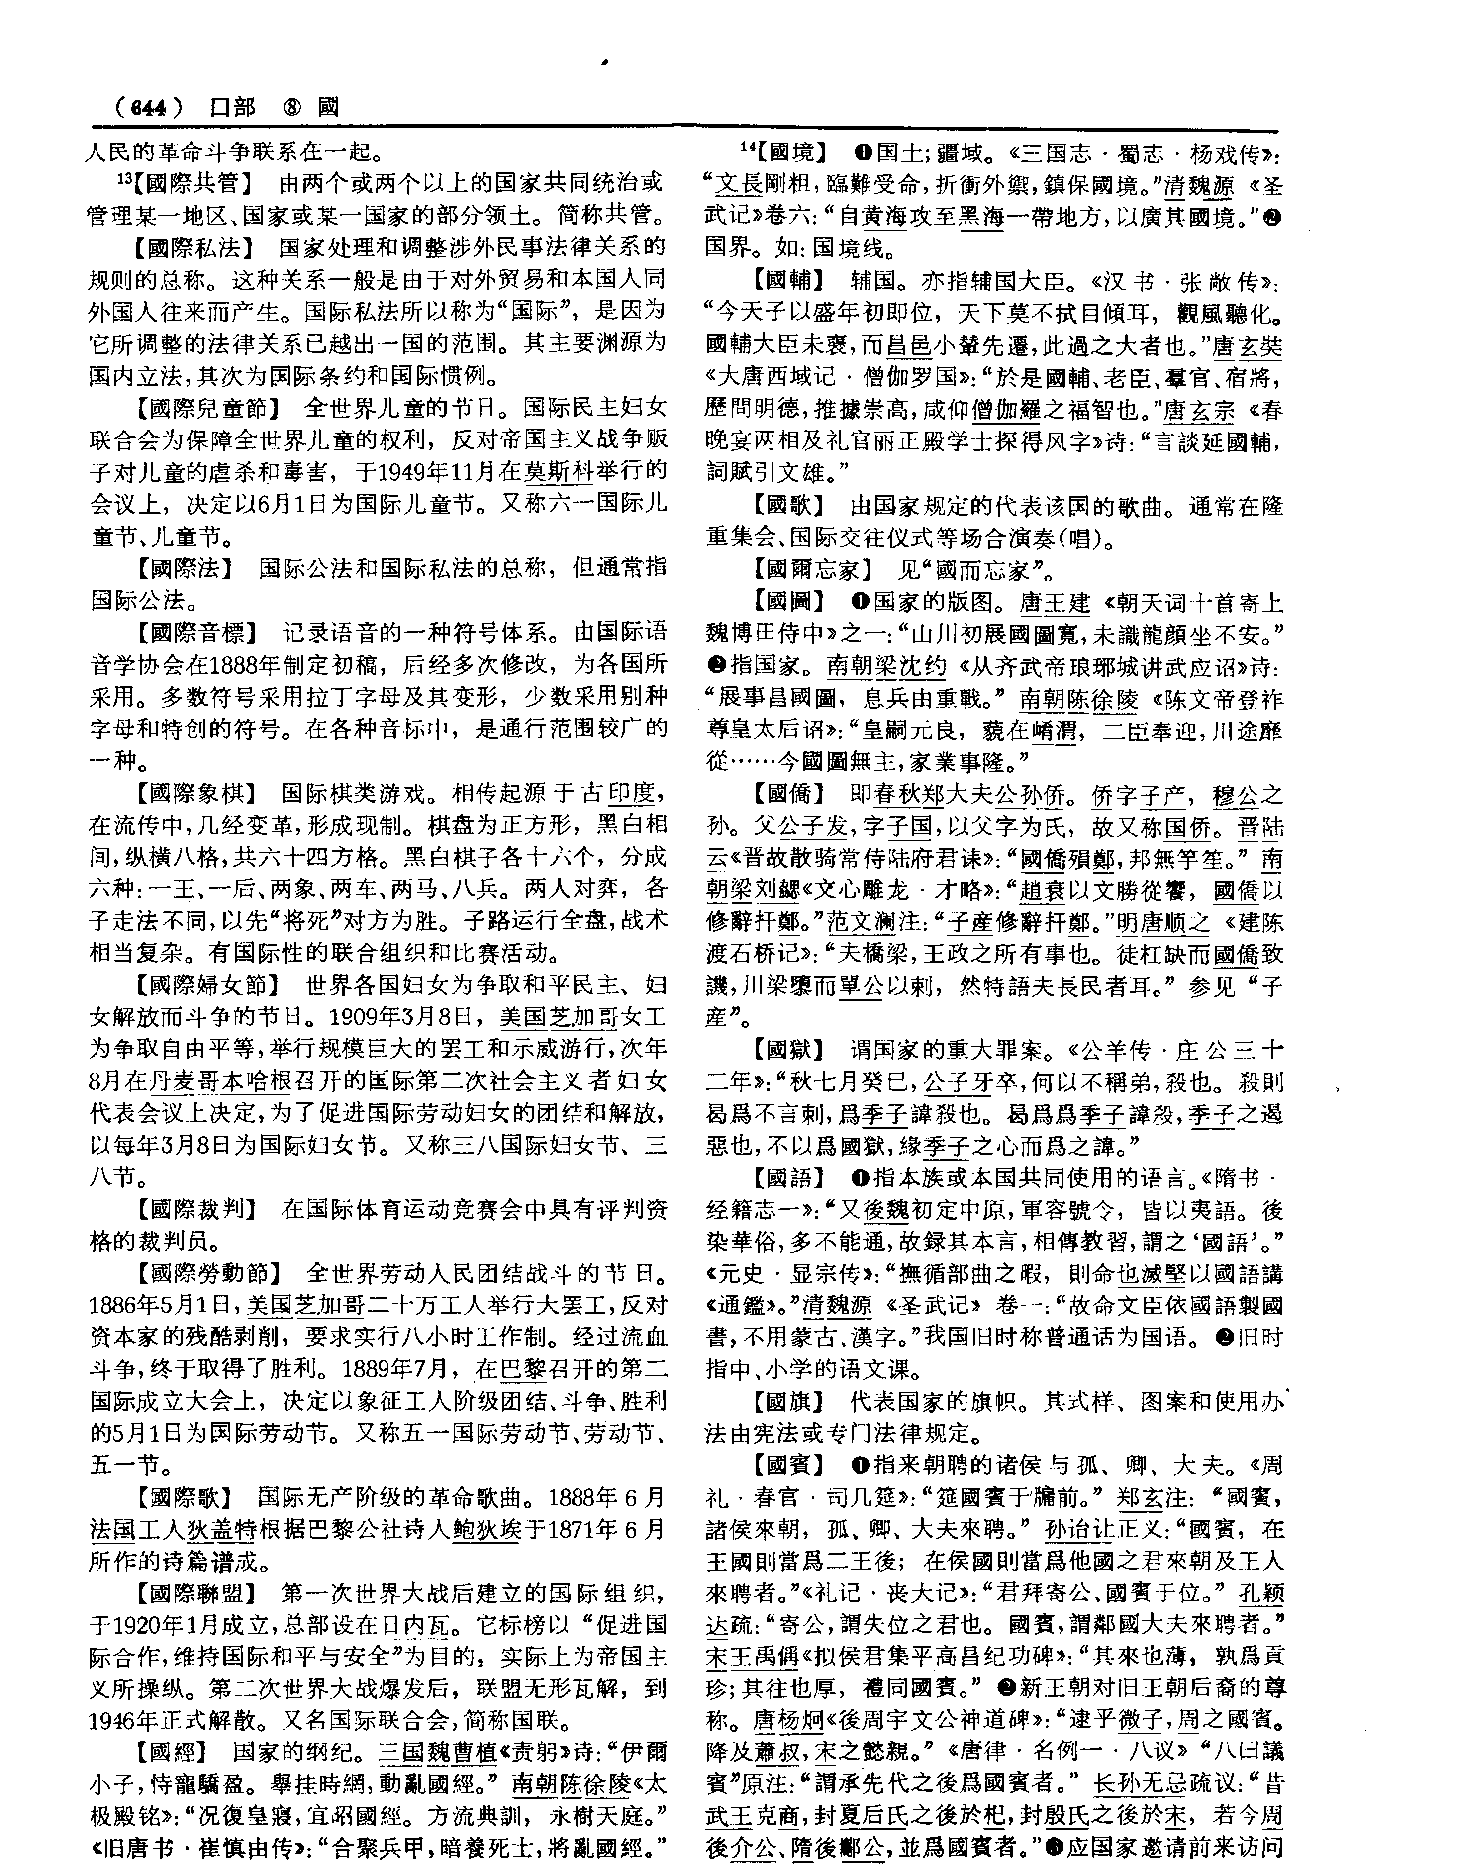 （644） 口部 ⑧ 國
人民的革命斗争联系在一起。
¹³【國際共管】 由两个或两个以上的国家共同统治或
管理某一地区、国家或某一国家的部分领土。简称共管。
【國際私法】 国家处理和调整涉外民事法律关系的
规则的总称。这种关系一般是由于对外贸易和本国人同
外国人往来而产生。国际私法所以称为“国际”，是因为
它所调整的法律关系已越出一国的范围。其主要渊源为
国内立法，其次为国际条约和国际惯例。
【國際兒童節】 全世界儿童的节日。国际民主妇女
联合会为保障全世界儿童的权利，反对帝国主义战争贩
子对儿童的虐杀和毒害，于1949年11月在莫斯科举行的
会议上，决定以6月1日为国际儿童节。又称六一国际儿
童节、儿童节。
【國際法】 国际公法和国际私法的总称，但通常指
国际公法。
【國際音標】 记录语音的一种符号体系。由国际语
音学协会在1888年制定初稿，后经多次修改，为各国所
采用。多数符号采用拉丁字母及其变形，少数采用别种
字母和特创的符号。在各种音标中，是通行范围较广的
一种。
【國際象棋】 国际棋类游戏。相传起源于古印度，
在流传中，几经变革，形成现制。棋盘为正方形，黑白相
间，纵横八格，共六十四方格。黑白棋子各十六个，分成
六种：一王、一后、两象、两车、两马、八兵。两人对弈，各
子走法不同，以先“将死”对方为胜。子路运行全盘，战术
相当复杂。有国际性的联合组织和比赛活动。
【國際婦女節】 世界各国妇女为争取和平民主、妇
女解放而斗争的节日。1909年3月8日，美国芝加哥女工
为争取自由平等，举行规模巨大的罢工和示威游行，次年
8月在丹麦哥本哈根召开的国际第二次社会主义者妇女
代表会议上决定，为了促进国际劳动妇女的团结和解放，
以每年3月8日为国际妇女节。又称三八国际妇女节、三
八节。
【國際裁判】 在国际体育运动竞赛会中具有评判资
格的裁判员。
【國際勞動節】 全世界劳动人民团结战斗的节日。
1886年5月1日，美国芝加哥二十万工人举行大罢工，反对
资本家的残酷剥削，要求实行八小时工作制。经过流血
斗争，终于取得了胜利。1889年7月，在巴黎召开的第二
国际成立大会上，决定以象征工人阶级团结、斗争、胜利
的5月1日为国际劳动节。又称五一国际劳动节、劳动节、
五一节。
【國際歌】 国际无产阶级的革命歌曲。1888年6月
法国工人狄盖特根据巴黎公社诗人鲍狄埃于1871年6月
所作的诗篇谱成。
【國際聯盟】 第一次世界大战后建立的国际组织，
于1920年1月成立，总部设在日内瓦。它标榜以“促进国
际合作，维持国际和平与安全”为目的，实际上为帝国主
义所操纵。第二次世界大战爆发后，联盟无形瓦解，到
1946年正式解散。又名国际联合会，简称国联。
【國經】 国家的纲纪。三国魏曹植《责躬》诗：“伊爾
小子，恃寵驕盈。舉挂時網，動亂國經。”南朝陈徐陵《太
极殿铭》：“况復皇寢，宜昭國經。方流典訓，永樹天庭。”
《旧唐书·崔慎由传》：“合聚兵甲，暗養死士，將亂國經。”
¹⁴【國境】 ❶国土；疆域。《三国志·蜀志·杨戏传》：
“文長剛粗，臨難受命，折衝外禦，鎮保國境。”清魏源《圣
武记》卷六：“自黄海攻至黑海一帶地方，以廣其國境。”❷
国界。如：国境线。
【國輔】 辅国。亦指辅国大臣。《汉书·张敞传》：
“今天子以盛年初即位，天下莫不拭目傾耳，觀風聽化。
國輔大臣未褒，而昌邑小輦先遷，此過之大者也。”唐玄奘
《大唐西域记·僧伽罗国》：“於是國輔、老臣、羣官、宿將，
歷問明德，推據崇高，咸仰僧伽羅之福智也。”唐玄宗《春
晚宴两相及礼官丽正殿学士探得风字》诗：“言談延國輔，
詞賦引文雄。”
【國歌】 由国家规定的代表该国的歌曲。通常在隆
重集会、国际交往仪式等场合演奏（唱）。
【國爾忘家】 见“國而忘家”。
【國圖】 ❶国家的版图。唐王建《朝天词十首寄上
魏博田侍中》之一：“山川初展國圖寬，未識龍顔坐不安。”
❷指国家。南朝梁沈约《从齐武帝琅琊城讲武应诏》诗：
“展事昌國圖，息兵由重戰。”南朝陈徐陵《陈文帝登祚
尊皇太后诏》：“皇嗣元良，藐在崤渭，二臣奉迎，川途靡
從……今國圖無主，家業事隆。”
【國僑】 即春秋郑大夫公孙侨。侨字子产，穆公之
孙。父公子发，字子国，以父字为氏，故又称国侨。晋陆
云《晋故散骑常侍陆府君诔》：“國僑殞鄭，邦無竽笙。”南
朝梁刘勰《文心雕龙·才略》：“趙衰以文勝從饗，國僑以
修辭扞鄭。”范文澜注：“子産修辭扞鄭。”明唐顺之《建陈
渡石桥记》：“夫橋梁，王政之所有事也。徒杠缺而國僑致
譏，川梁隳而單公以刺，然特語夫長民者耳。”参见“子
産”。
【國獄】 谓国家的重大罪案。《公羊传·庄公三十
二年》：“秋七月癸巳，公子牙卒，何以不稱弟，殺也。殺則
曷爲不言刺，爲季子諱殺也。曷爲爲季子諱殺，季子之遏
惡也，不以爲國獄，緣季子之心而爲之諱。”
【國語】 ❶指本族或本国共同使用的语言。《隋书·
经籍志一》：“又後魏初定中原，軍容號令，皆以夷語。後
染華俗，多不能通，故録其本言，相傳教習，謂之‘國語’。”
《元史·显宗传》：“撫循部曲之暇，則命也滅堅以國語講
《通鑑》。”清魏源《圣武记》卷一：“故命文臣依國語製國
書，不用蒙古、漢字。”我国旧时称普通话为国语。❷旧时
指中、小学的语文课。
【國旗】 代表国家的旗帜。其式样、图案和使用办
法由宪法或专门法律规定。
【國賓】 ❶指来朝聘的诸侯与孤、卿、大夫。《周
礼·春官·司几筵》：“筵國賓于牖前。”郑玄注：“國賓，
諸侯來朝，孤、卿、大夫來聘。”孙诒让正义：“國賓，在
王國則當爲二王後；在侯國則當爲他國之君來朝及王人
來聘者。”《礼记·丧大记》：“君拜寄公、國賓于位。”孔颖
达疏：“寄公，謂失位之君也。國賓，謂鄰國大夫來聘者。”
宋王禹偁《拟侯君集平高昌纪功碑》：“其來也薄，孰爲貢
珍；其往也厚，禮同國賓。”❷新王朝对旧王朝后裔的尊
称。唐杨炯《後周宇文公神道碑》：“逮乎微子，周之國賓。
降及蕭叔，宋之懿親。”《唐律·名例一·八议》“八曰議
賓”原注：“謂承先代之後爲國賓者。”长孙无忌疏议：“昔
武王克商，封夏后氏之後於杞，封殷氏之後於宋，若今周
後介公、隋後酅公，並爲國賓者。”❸应国家邀请前来访问